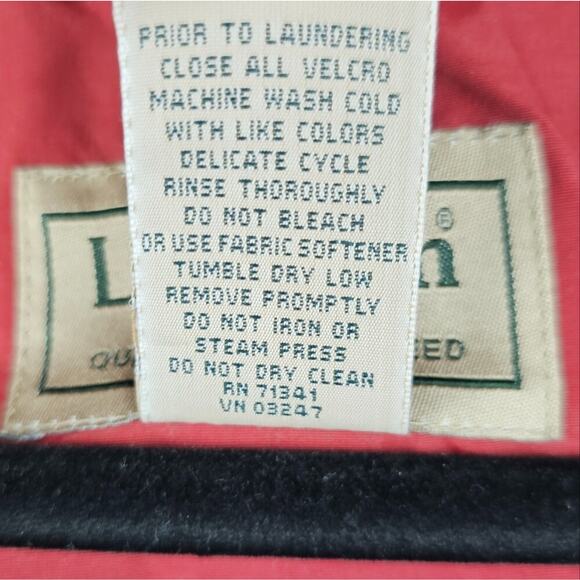 PRIOR TO LAUNDERING
CLOSE ALL VELCRO
MACHINE WASH COLD
WITH LIKE COLORS
DELICATE CYCLE
RINSE THOROUGHLY
DO NOT BLEACH
OR USE FABRIC SOFTENER
TUMBLE DRY LOW
REMOVE PROMPTLY
DO NOT IRON OR
STEAM PRESS
DO NOT DRY CLEAN
RN 71341
VN 03247
®